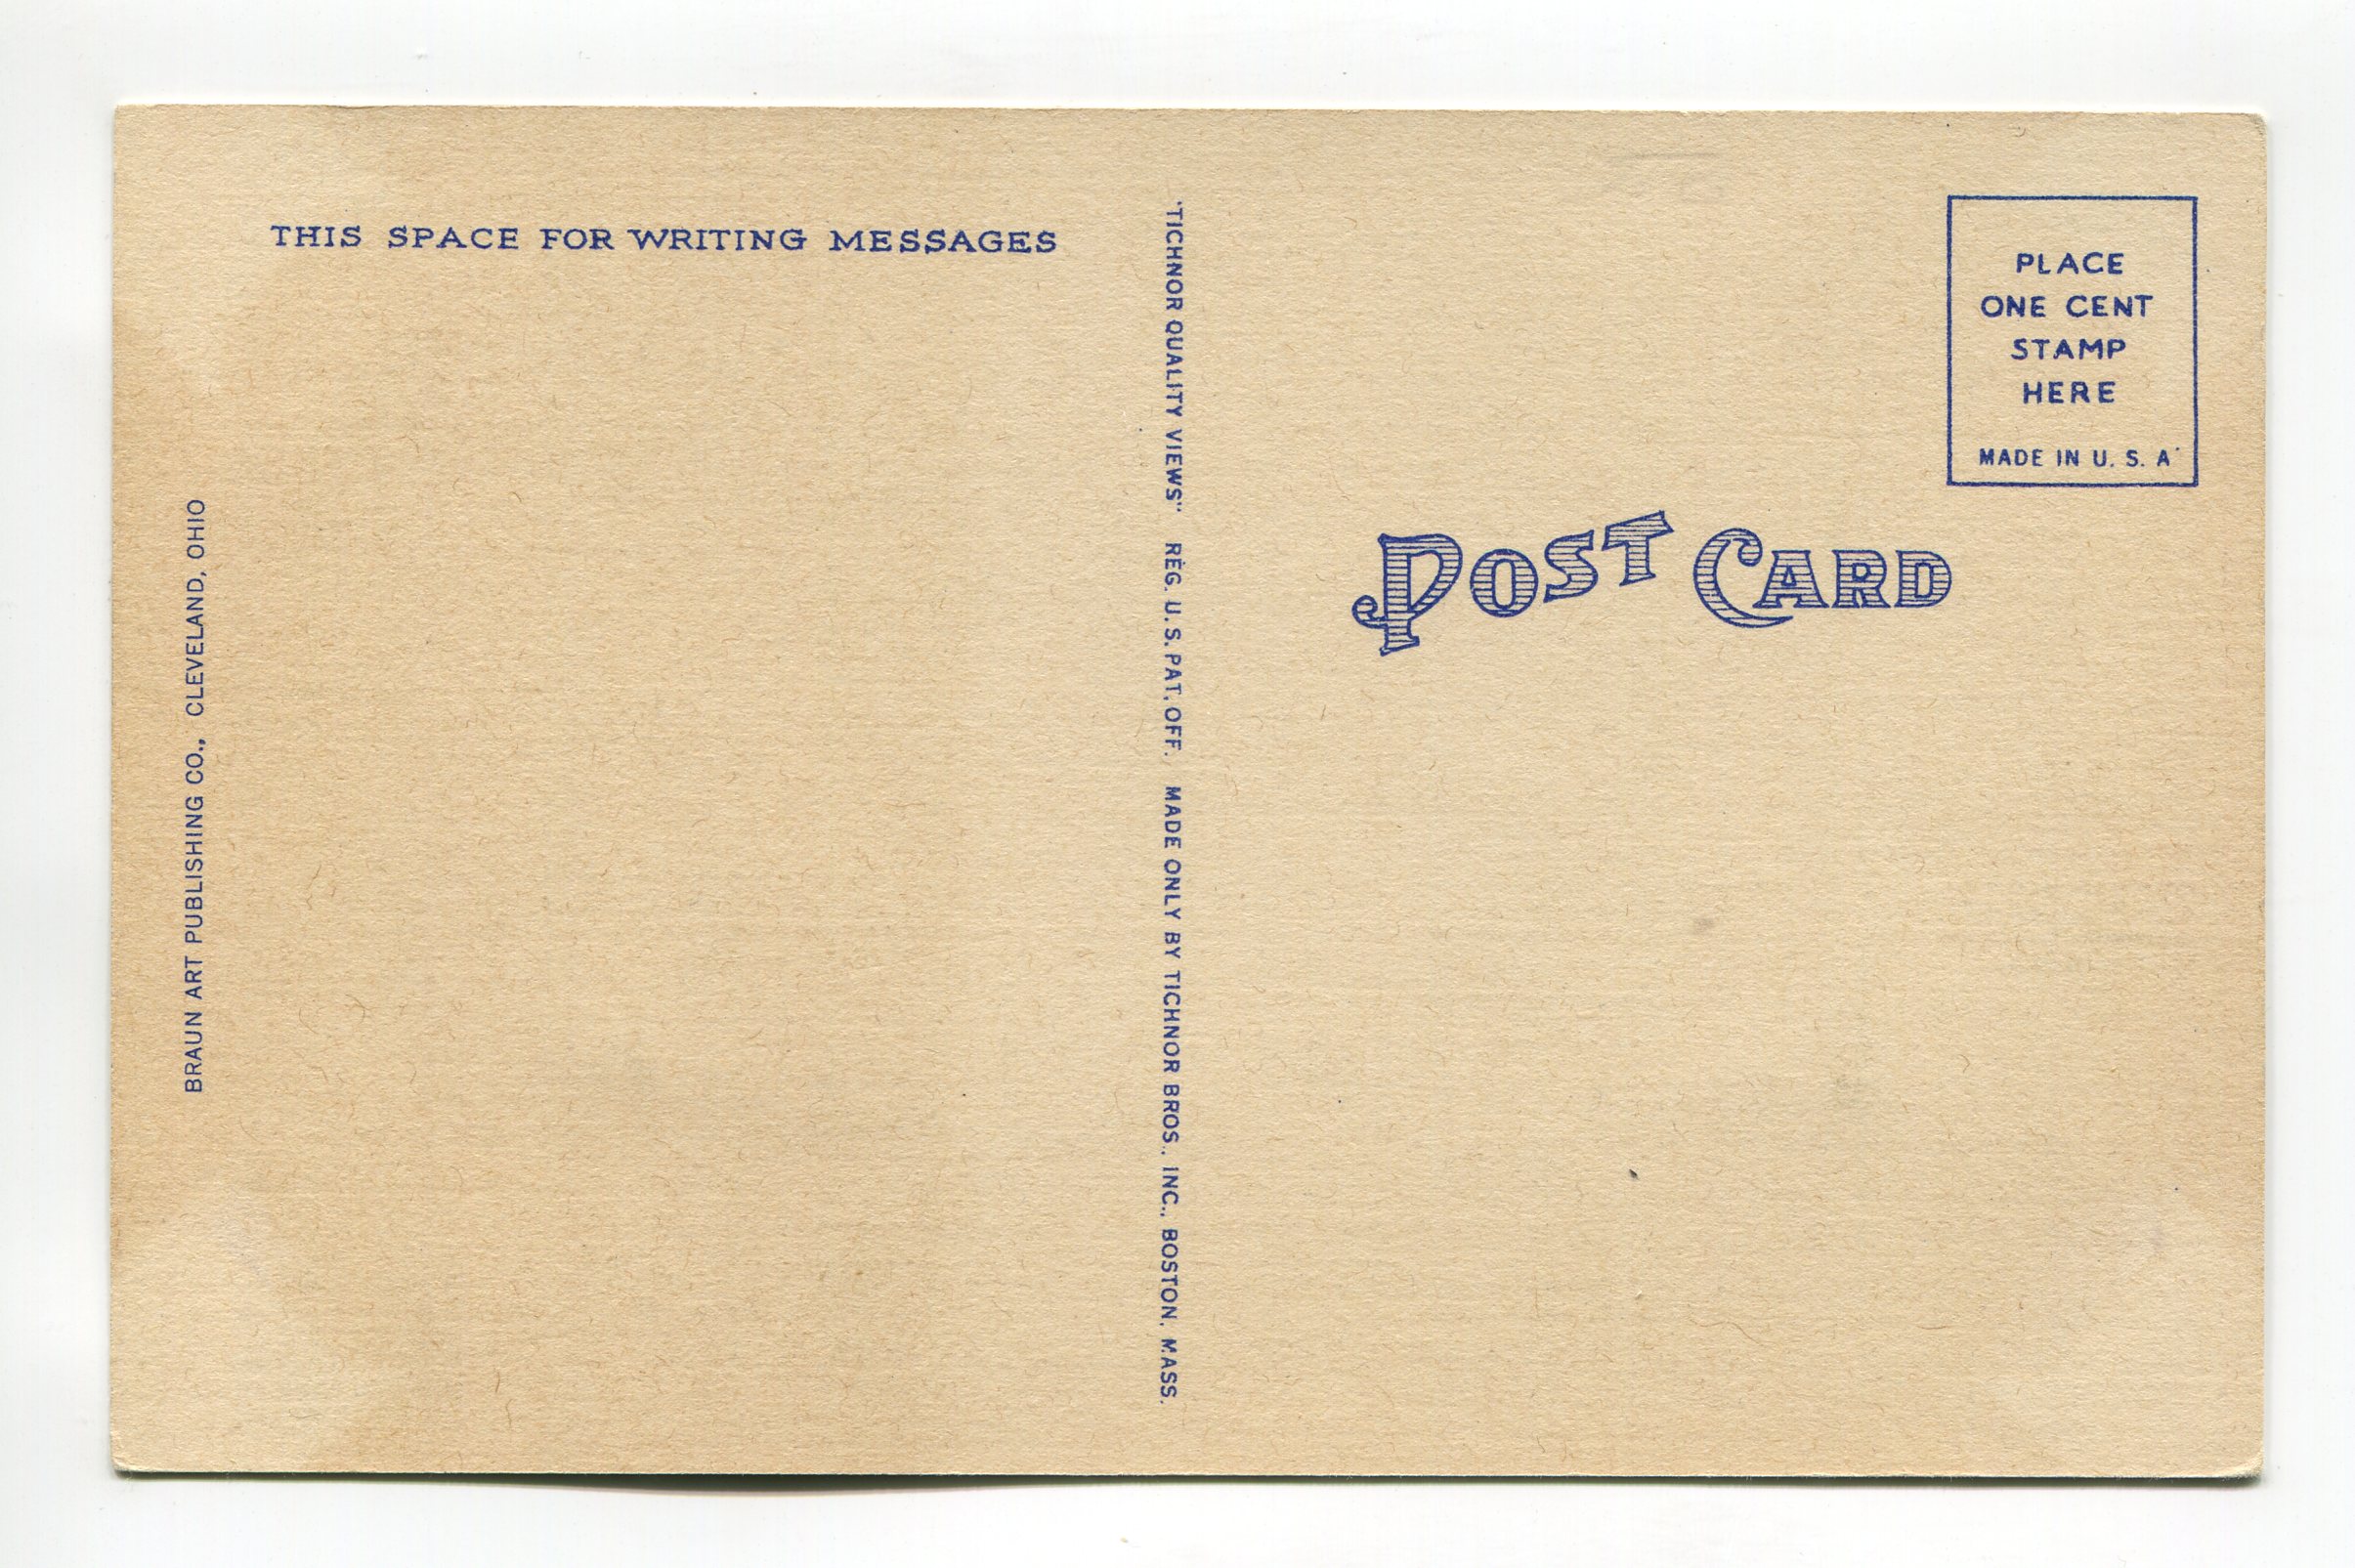 THIS SPACE FOR WRITING MESSAGES
BRAUN ART PUBLISHING CO., CLEVELAND, OHIO
"TICHNOR QUALITY VIEWS" REG. U. S. PAT. OFF. MADE ONLY BY TICHNOR BROS., INC., BOSTON, MASS.
PLACE
ONE CENT
STAMP
HERE
MADE IN U. S. A.
POST CARD